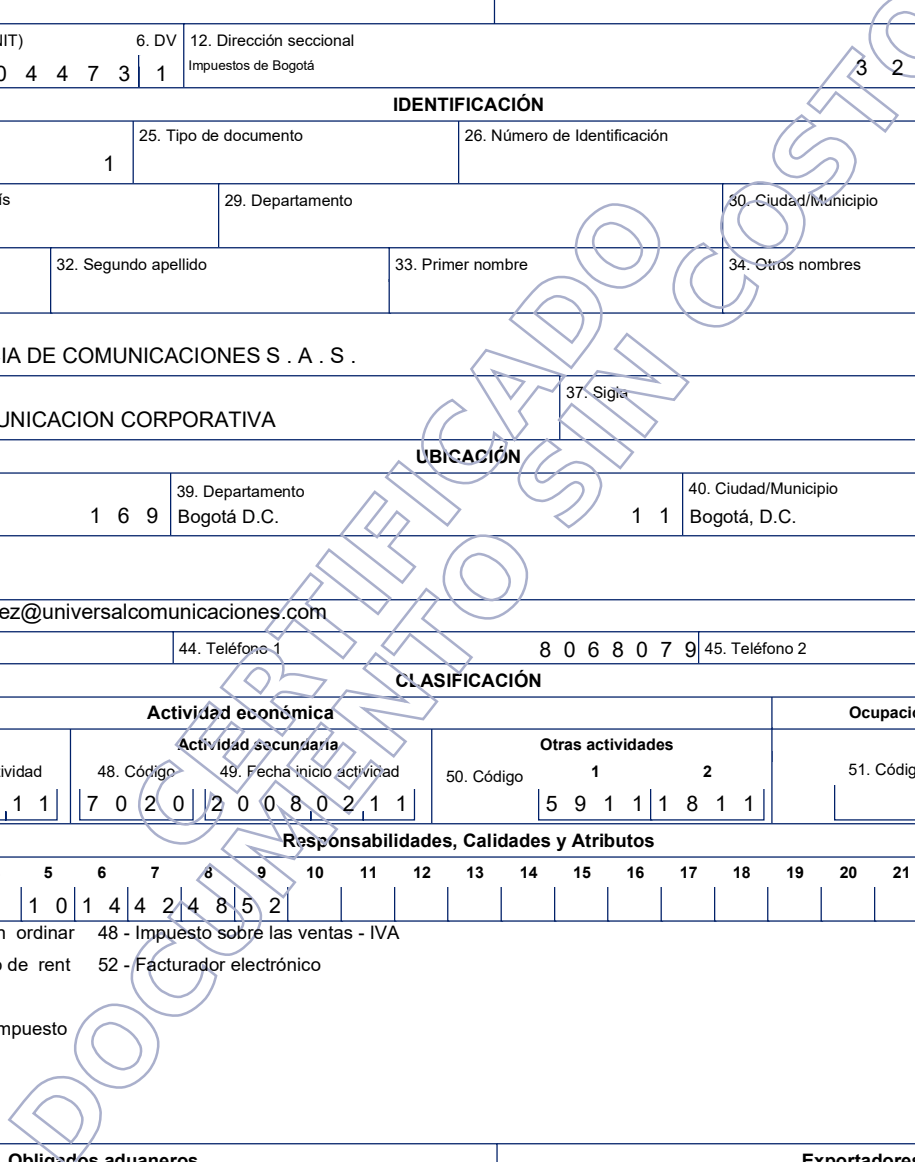 NIT) 6. DV 12. Dirección seccional
0 4 4 7 3 1 Impuestos de Bogotá 3 2
IDENTIFICACIÓN
25. Tipo de documento 26. Número de Identificación
1
ís 29. Departamento 30. Ciudad/Municipio
32. Segundo apellido 33. Primer nombre 34. Otros nombres
IA DE COMUNICACIONES S . A . S .
37. Sigla
UNICACION CORPORATIVA
UBICACIÓN
39. Departamento 40. Ciudad/Municipio
1 6 9 Bogotá D.C. 1 1 Bogotá, D.C.
ez@universalcomunicaciones.com
44. Teléfono 1 8 0 6 8 0 7 9 45. Teléfono 2
CLASIFICACIÓN
Actividad económica Ocupació
Actividad secundaria Otras actividades
ividad 48. Código 49. Fecha inicio actividad 50. Código 1 2 51. Códig
1 1 7 0 2 0 2 0 0 8 0 2 1 1 5 9 1 1 1 8 1 1
Responsabilidades, Calidades y Atributos
5 6 7 8 9 10 11 12 13 14 15 16 17 18 19 20 21
1 0 1 4 4 2 4 8 5 2
n ordinar 48 - Impuesto sobre las ventas - IVA
o de rent 52 - Facturador electrónico
mpuesto
Obligados aduaneros Exportadores
CERTIFICADO
DOCUMENTO SIN COSTO